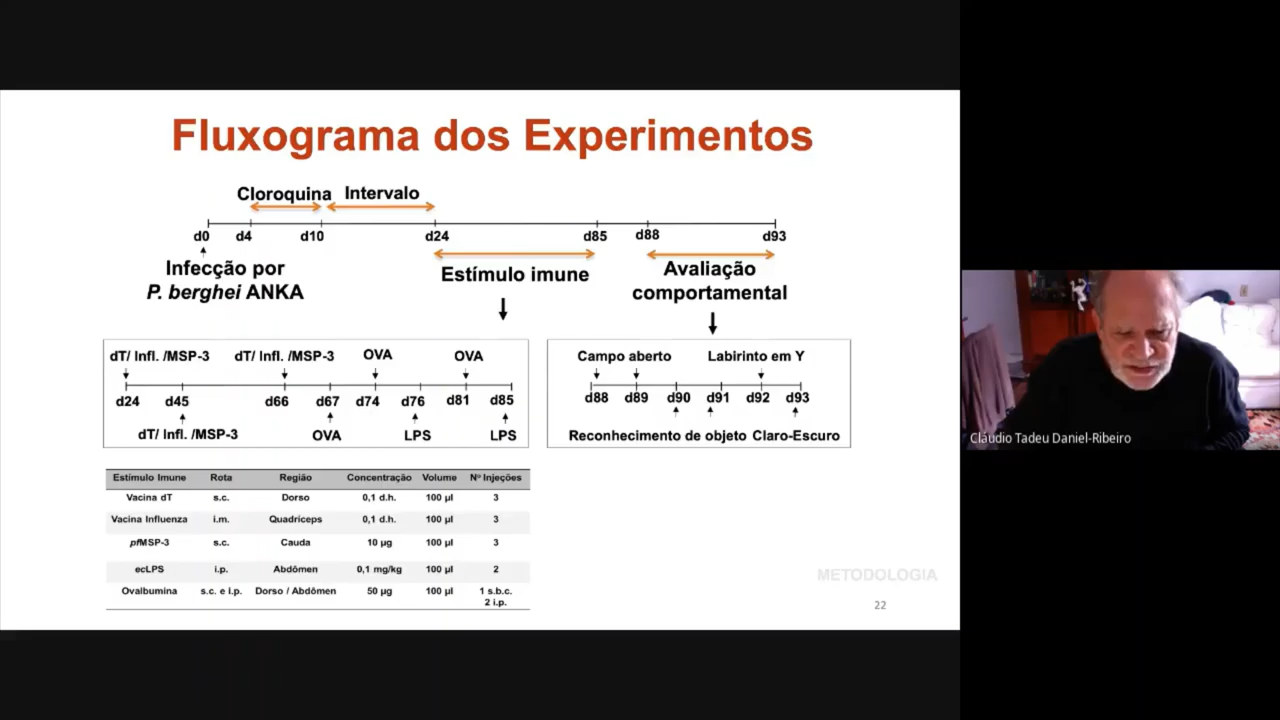 Fluxograma dos Experimentos
Cloroquina Intervalo
d0 d4 d10 d24 d85 d88 d93
Infecção por
P. berghei ANKA
Estímulo imune
Avaliação
comportamental
dT/ Infl. /MSP-3 dT/ Infl. /MSP-3 OVA OVA
d24 d45 d66 d67 d74 d76 d81 d85
dT/ Infl. /MSP-3 OVA LPS LPS
Campo aberto Labirinto em Y
d88 d89 d90 d91 d92 d93
Reconhecimento de objeto Claro-Escuro
Estímulo Imune Rota Região Concentração Volume Nº Injeções
Vacina dT s.c. Dorso 0,1 d.h. 100 µl 3
Vacina Influenza i.m. Quadríceps 0,1 d.h. 100 µl 3
pfMSP-3 s.c. Cauda 10 µg 100 µl 3
ecLPS i.p. Abdômen 0,1 mg/kg 100 µl 2
Ovalbumina s.c. e i.p. Dorso / Abdômen 50 µg 100 µl 1 s.b.c.
2 i.p.
METODOLOGIA
22
Cláudio Tadeu Daniel-Ribeiro